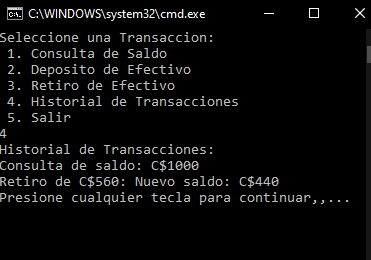 C:\WINDOWS\system32\cmd.exe
Seleccione una Transaccion:
1. Consulta de Saldo
2. Deposito de Efectivo
3. Retiro de Efectivo
4. Historial de Transacciones
5. Salir
4
Historial de Transacciones:
Consulta de saldo: C$1000
Retiro de C$560: Nuevo saldo: C$440
Presione cualquier tecla para continuar,,...